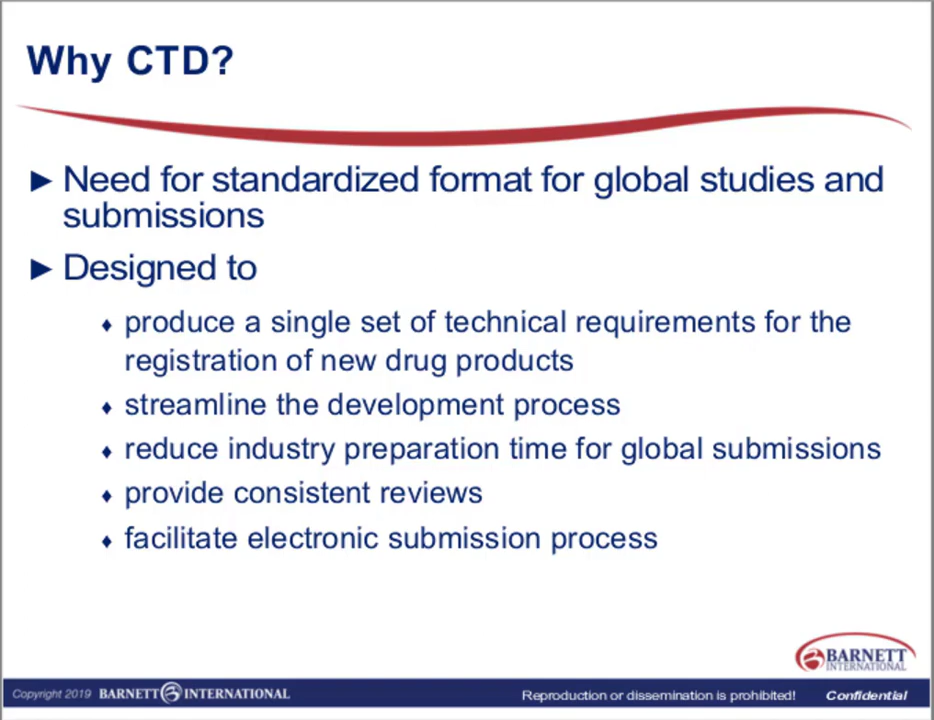 Why CTD?
► Need for standardized format for global studies and
submissions
► Designed to
♦ produce a single set of technical requirements for the
registration of new drug products
♦ streamline the development process
♦ reduce industry preparation time for global submissions
♦ provide consistent reviews
♦ facilitate electronic submission process
BARNETT
INTERNATIONAL
Copyright 2019 BARNETT INTERNATIONAL Reproduction or dissemination is prohibited! Confidential